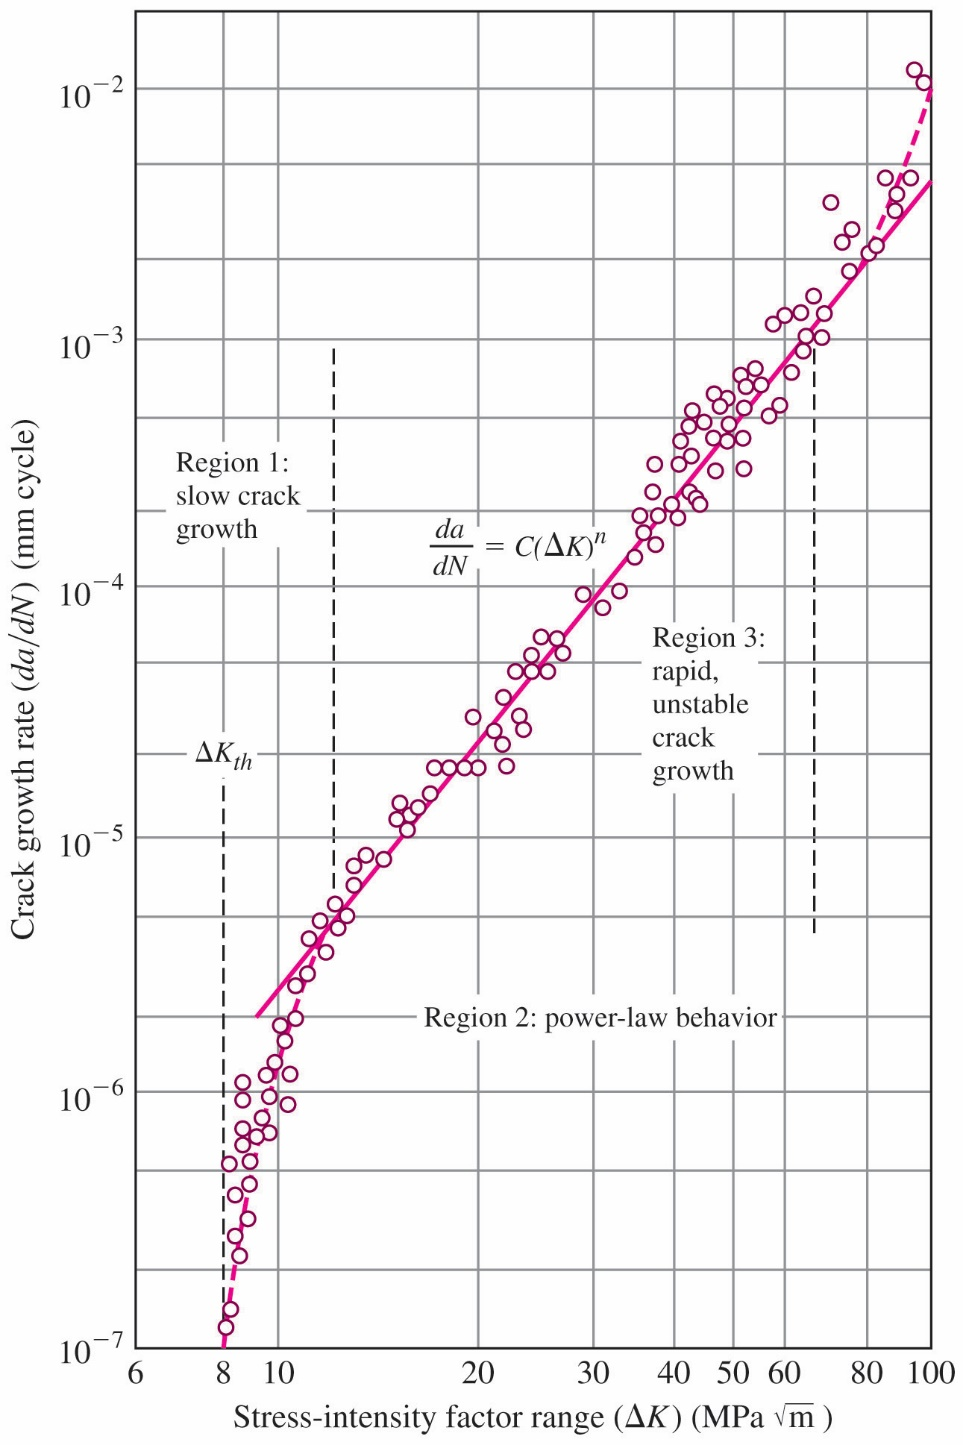 10⁻²
10⁻³
10⁻⁴
10⁻⁵
10⁻⁶
10⁻⁷
Crack growth rate (da/dN) (mm cycle)
Region 1:
slow crack
growth
da/dN = C(ΔK)ⁿ
Region 3:
rapid,
unstable
crack
growth
ΔK_th
Region 2: power-law behavior
6 8 10 20 30 40 50 60 80 100
Stress-intensity factor range (ΔK) (MPa √m )